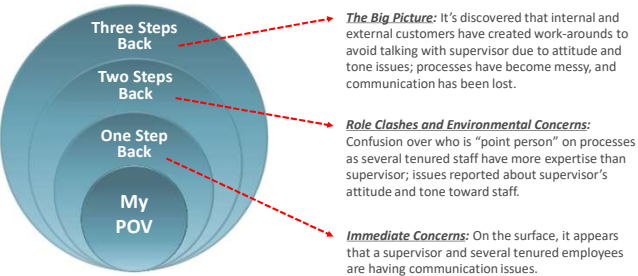 Three Steps
Back
Two Steps
Back
One Step
Back
My
POV
The Big Picture: It's discovered that internal and
external customers have created work-arounds to
avoid talking with supervisor due to attitude and
tone issues; processes have become messy, and
communication has been lost.
Role Clashes and Environmental Concerns:
Confusion over who is “point person” on processes
as several tenured staff have more expertise than
supervisor; issues reported about supervisor's
attitude and tone toward staff.
Immediate Concerns: On the surface, it appears
that a supervisor and several tenured employees
are having communication issues.